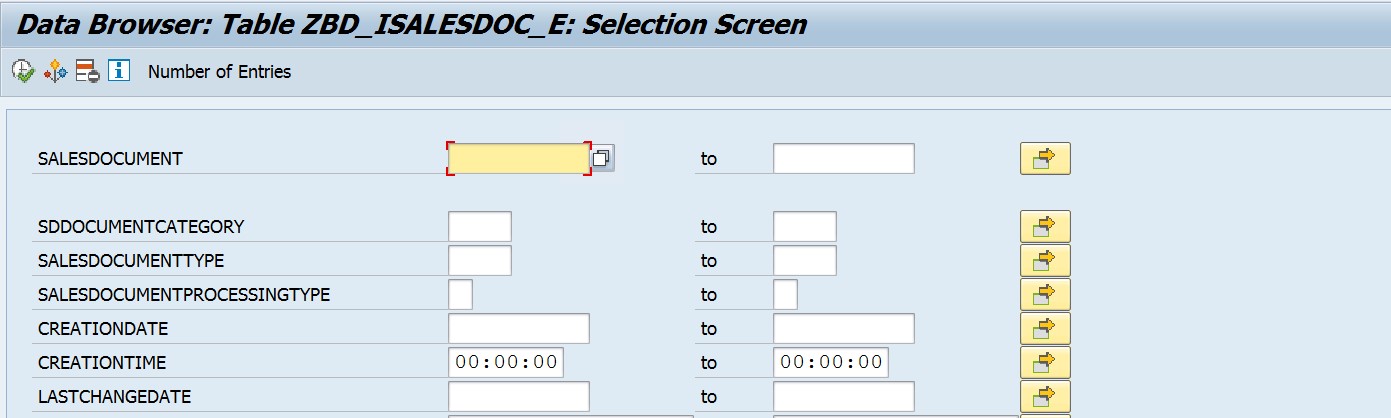 Data Browser: Table ZBD_ISALESDOC_E: Selection Screen
Number of Entries
SALESDOCUMENT to
SDDOCUMENTCATEGORY to
SALESDOCUMENTTYPE to
SALESDOCUMENTPROCESSINGTYPE to
CREATIONDATE to
CREATIONTIME 00:00:00 to 00:00:00
LASTCHANGEDATE to